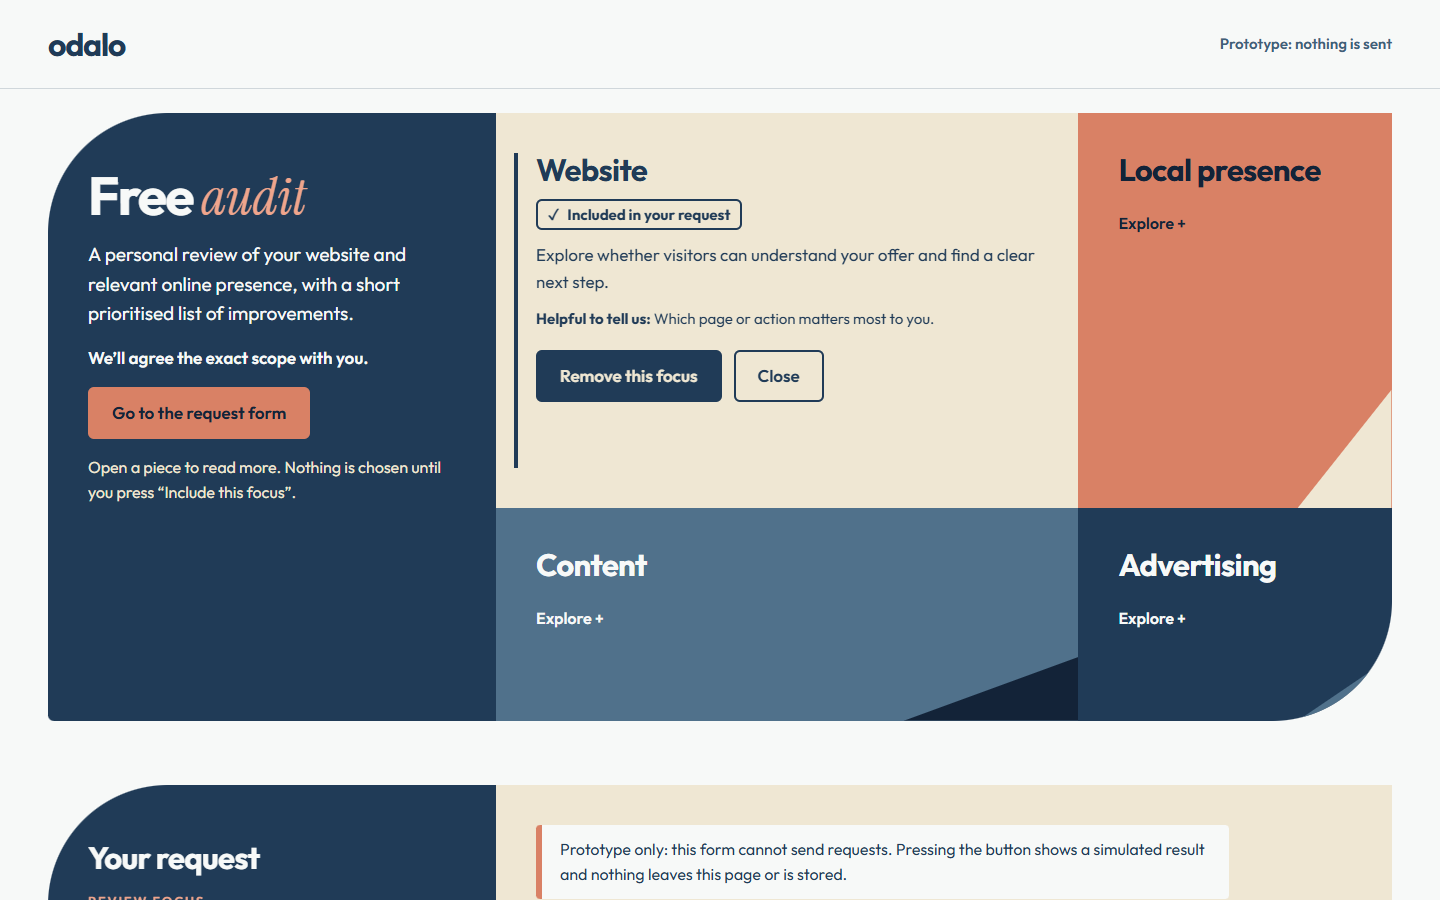 odalo
Prototype: nothing is sent
Free audit
A personal review of your website and
relevant online presence, with a short
prioritised list of improvements.
We’ll agree the exact scope with you.
Go to the request form
Open a piece to read more. Nothing is chosen until
you press “Include this focus”.
Website
✓ Included in your request
Explore whether visitors can understand your offer and find a clear
next step.
Helpful to tell us: Which page or action matters most to you.
Remove this focus
Close
Local presence
Explore +
Content
Explore +
Advertising
Explore +
Your request
REVIEW FOCUS
Prototype only: this form cannot send requests. Pressing the button shows a simulated result
and nothing leaves this page or is stored.